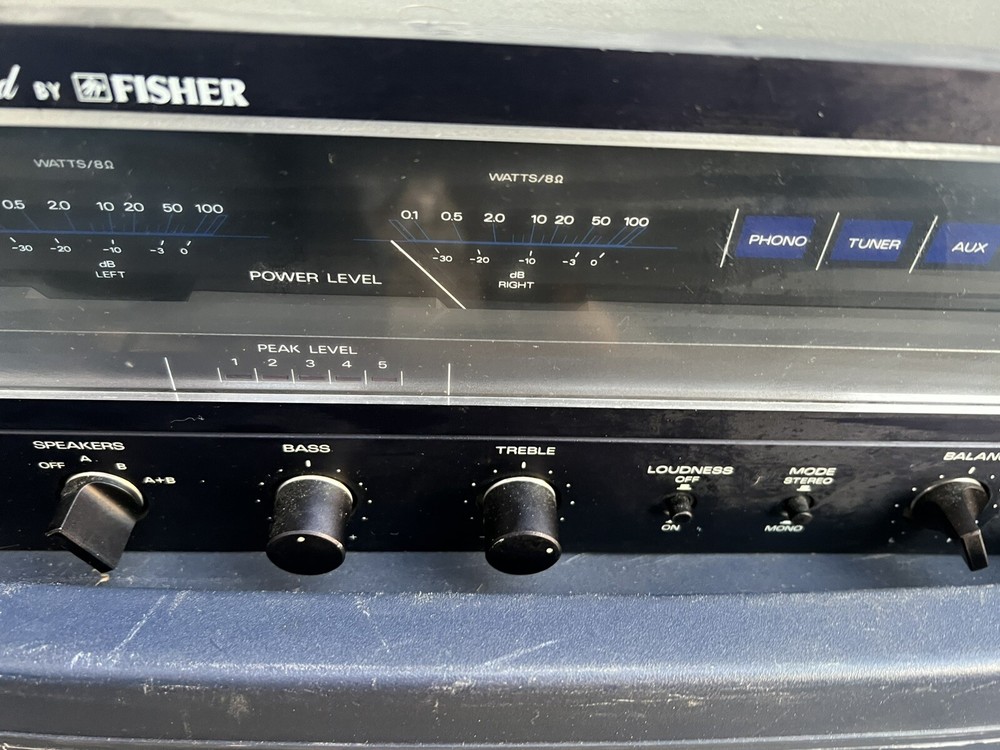 BY FISHER
WATTS/8Ω
0.5 2.0 10 20 50 100
-30 -20 -10 -3 0
dB
LEFT
POWER LEVEL
WATTS/8Ω
0.1 0.5 2.0 10 20 50 100
-30 -20 -10 -3 0
dB
RIGHT
PHONO TUNER AUX
PEAK LEVEL
1 2 3 4 5
SPEAKERS
OFF A B A+B
BASS
+
TREBLE
LOUDNESS
OFF
ON
MODE
STEREO
MONO
BALANC